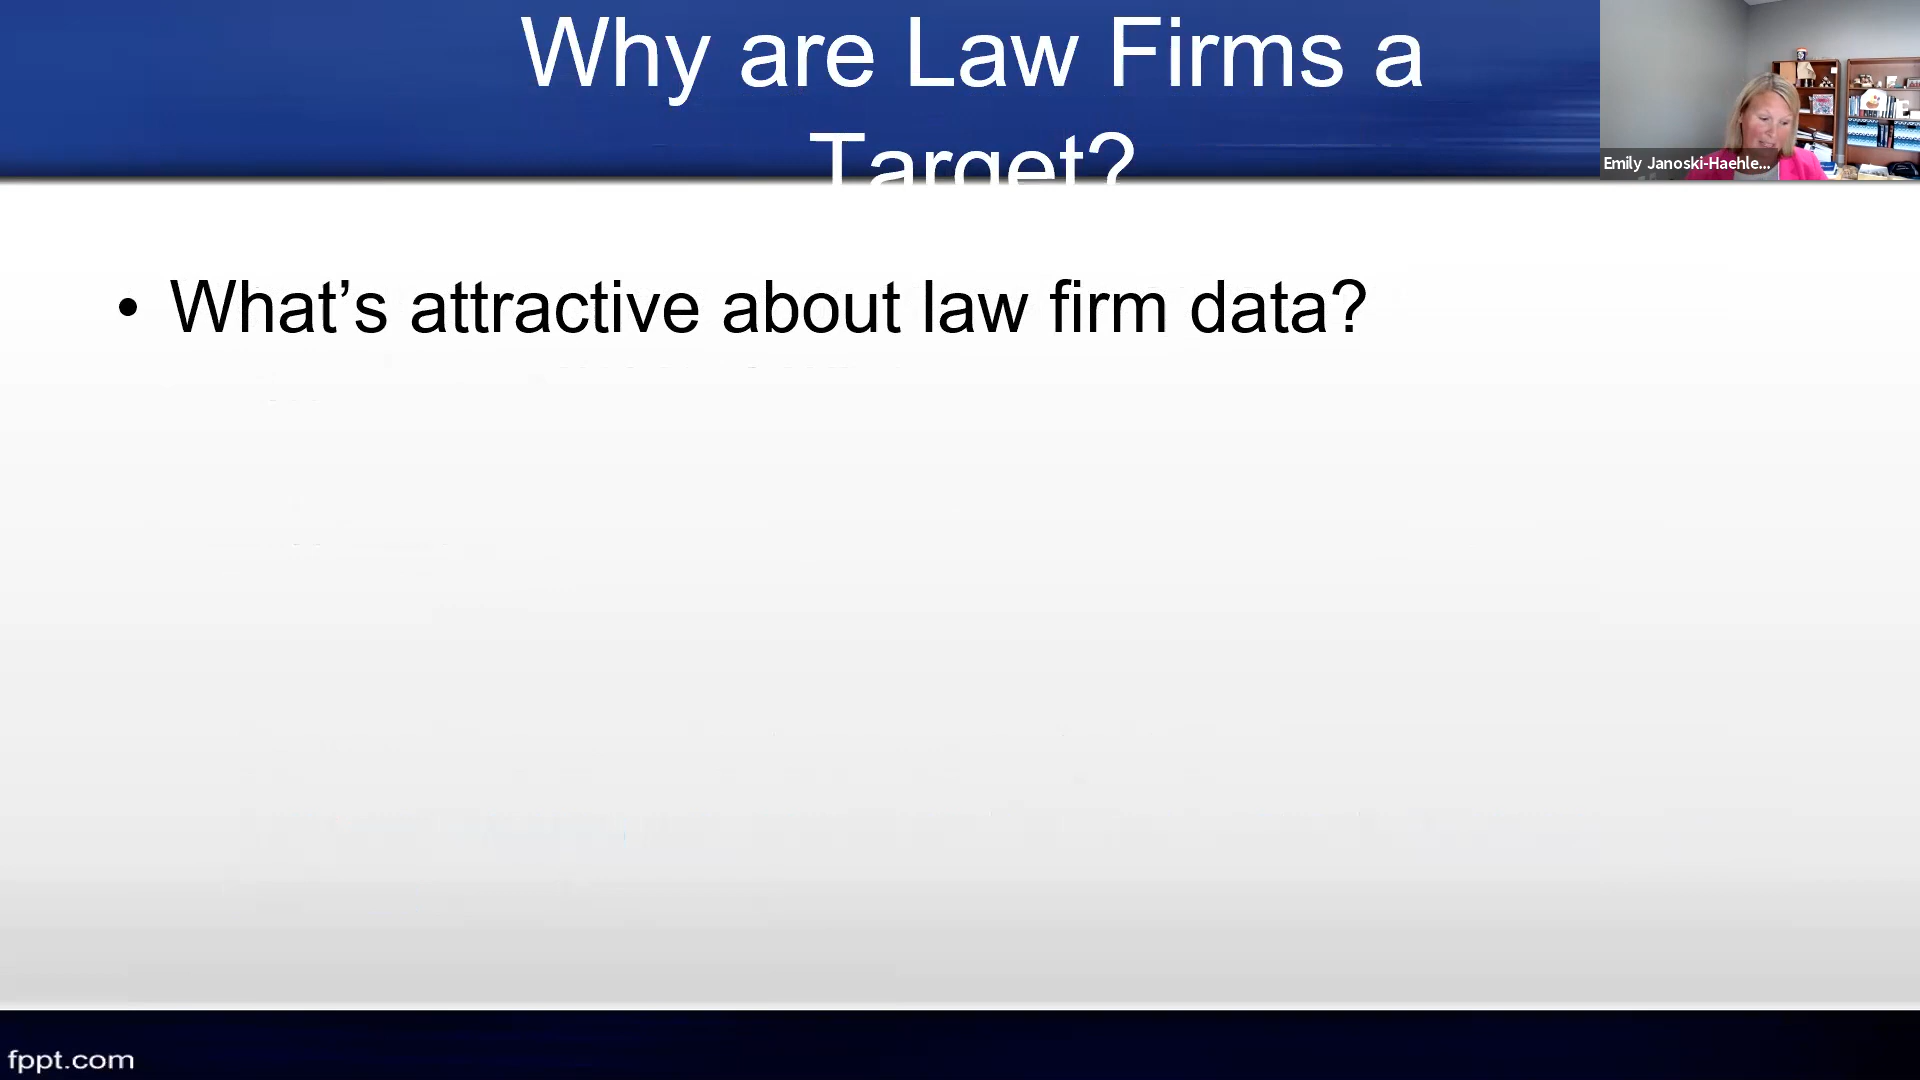 Why are Law Firms a
Target?
Emily Janoski-Haehle...
• What’s attractive about law firm data?
fppt.com